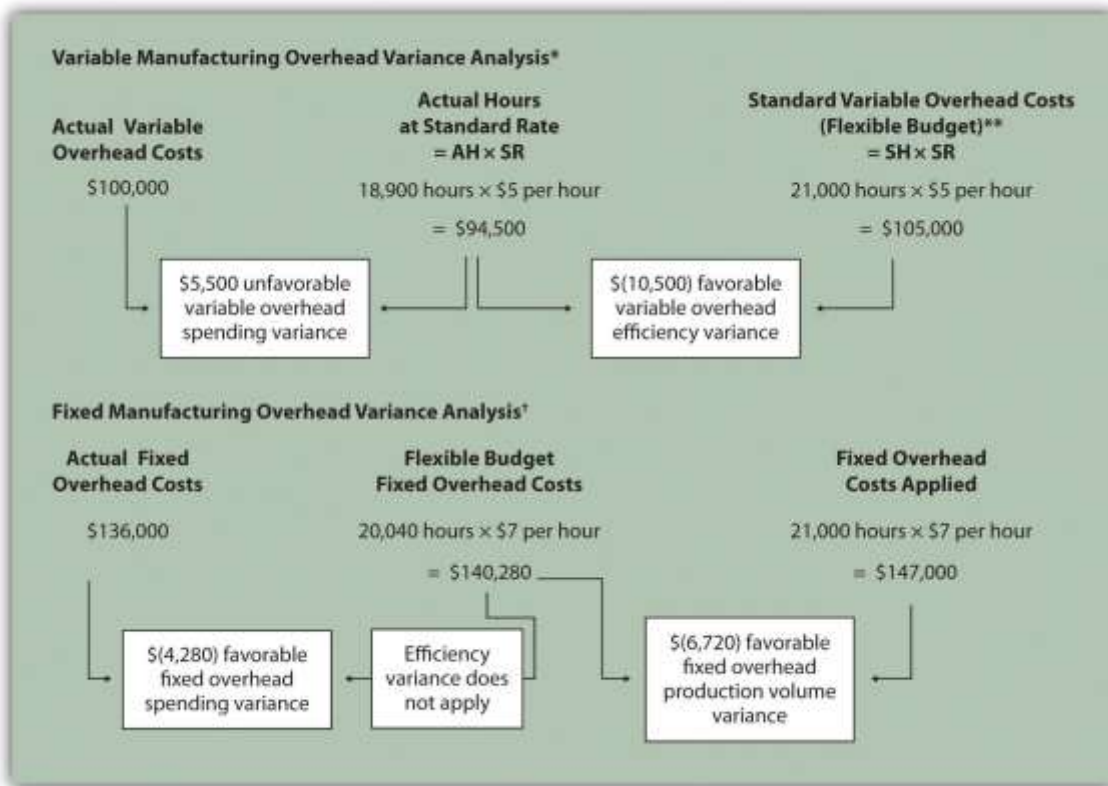 Variable Manufacturing Overhead Variance Analysis*
Actual Variable
Overhead Costs
$100,000
Actual Hours
at Standard Rate
= AH × SR
18,900 hours × $5 per hour
= $94,500
Standard Variable Overhead Costs
(Flexible Budget)**
= SH × SR
21,000 hours × $5 per hour
= $105,000
$5,500 unfavorable
variable overhead
spending variance
$(10,500) favorable
variable overhead
efficiency variance
Fixed Manufacturing Overhead Variance Analysis†
Actual Fixed
Overhead Costs
$136,000
Flexible Budget
Fixed Overhead Costs
20,040 hours × $7 per hour
= $140,280
Fixed Overhead
Costs Applied
21,000 hours × $7 per hour
= $147,000
$(4,280) favorable
fixed overhead
spending variance
Efficiency
variance does
not apply
$(6,720) favorable
fixed overhead
production volume
variance